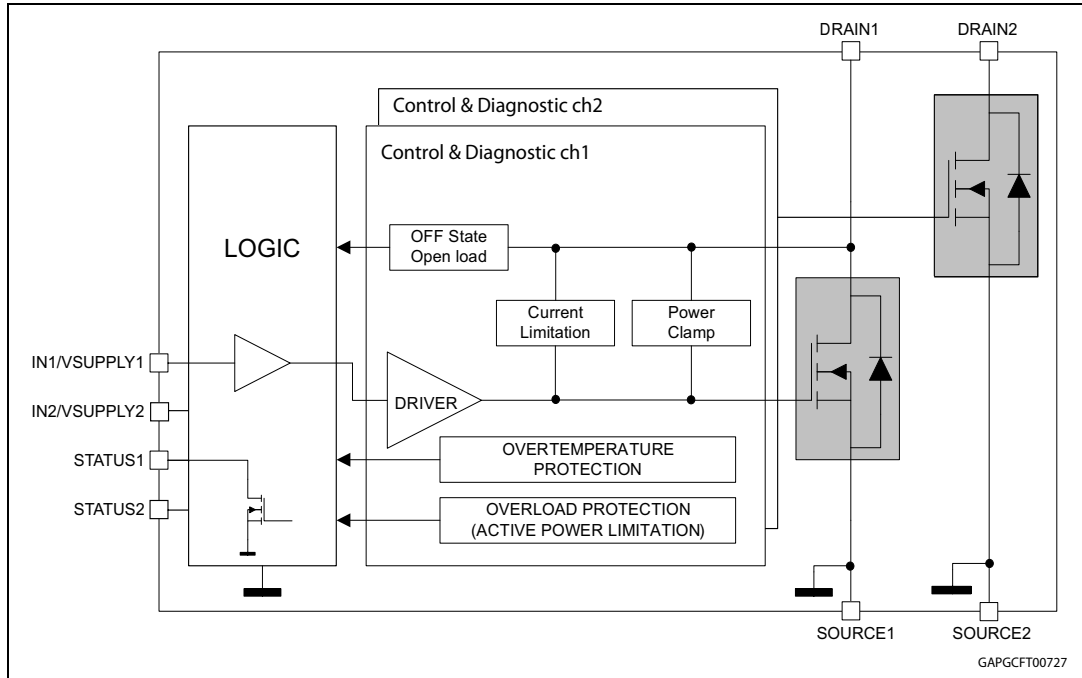 DRAIN1
DRAIN2
Control & Diagnostic ch2
Control & Diagnostic ch1
LOGIC
OFF State
Open load
Current
Limitation
Power
Clamp
IN1/VSUPPLY1
DRIVER
IN2/VSUPPLY2
STATUS1
OVERTEMPERATURE
PROTECTION
STATUS2
OVERLOAD PROTECTION
(ACTIVE POWER LIMITATION)
SOURCE1
SOURCE2
GAPGCFT00727